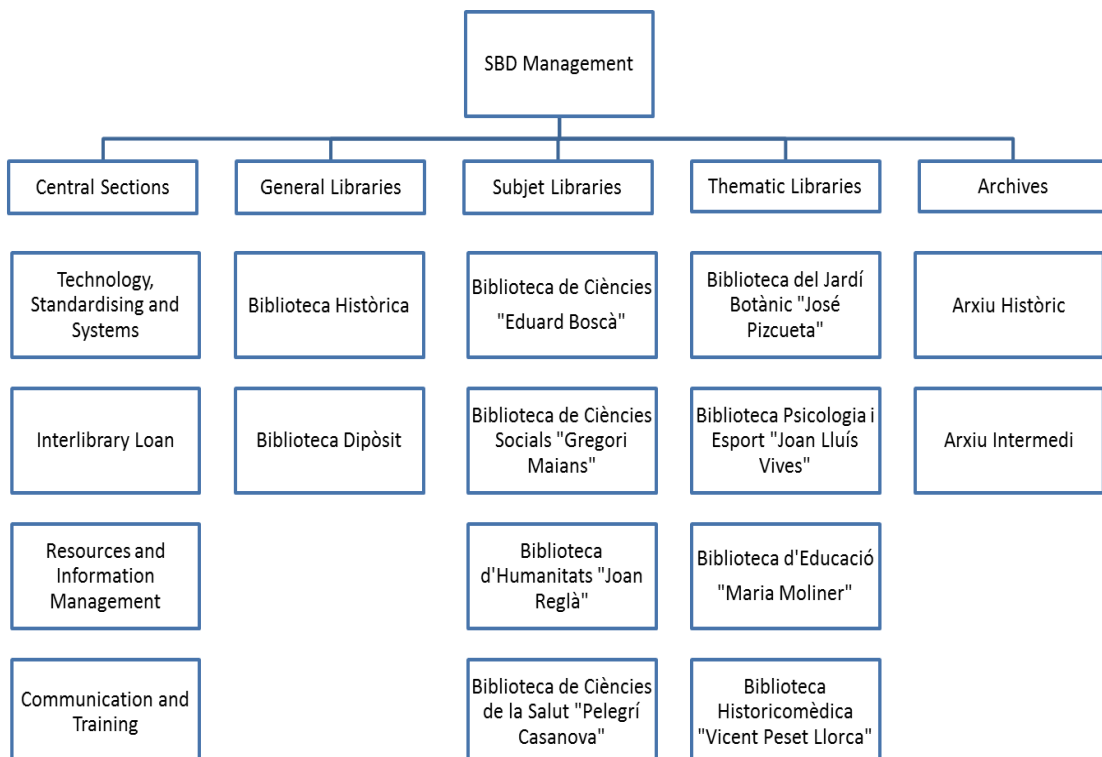 SBD Management
Central Sections
General Libraries
Subjet Libraries
Thematic Libraries
Archives
Technology,
Standardising and
Systems
Biblioteca Històrica
Biblioteca de Ciències
"Eduard Boscà"
Biblioteca del Jardí
Botànic "José
Pizcueta"
Arxiu Històric
Interlibrary Loan
Biblioteca Dipòsit
Biblioteca de Ciències
Socials "Gregori
Maians"
Biblioteca Psicologia i
Esport "Joan Lluís
Vives"
Arxiu Intermedi
Resources and
Information
Management
Biblioteca
d'Humanitats "Joan
Reglà"
Biblioteca d'Educació
"Maria Moliner"
Communication and
Training
Biblioteca de Ciències
de la Salut "Pelegrí
Casanova"
Biblioteca
Historicomèdica
"Vicent Peset Llorca"